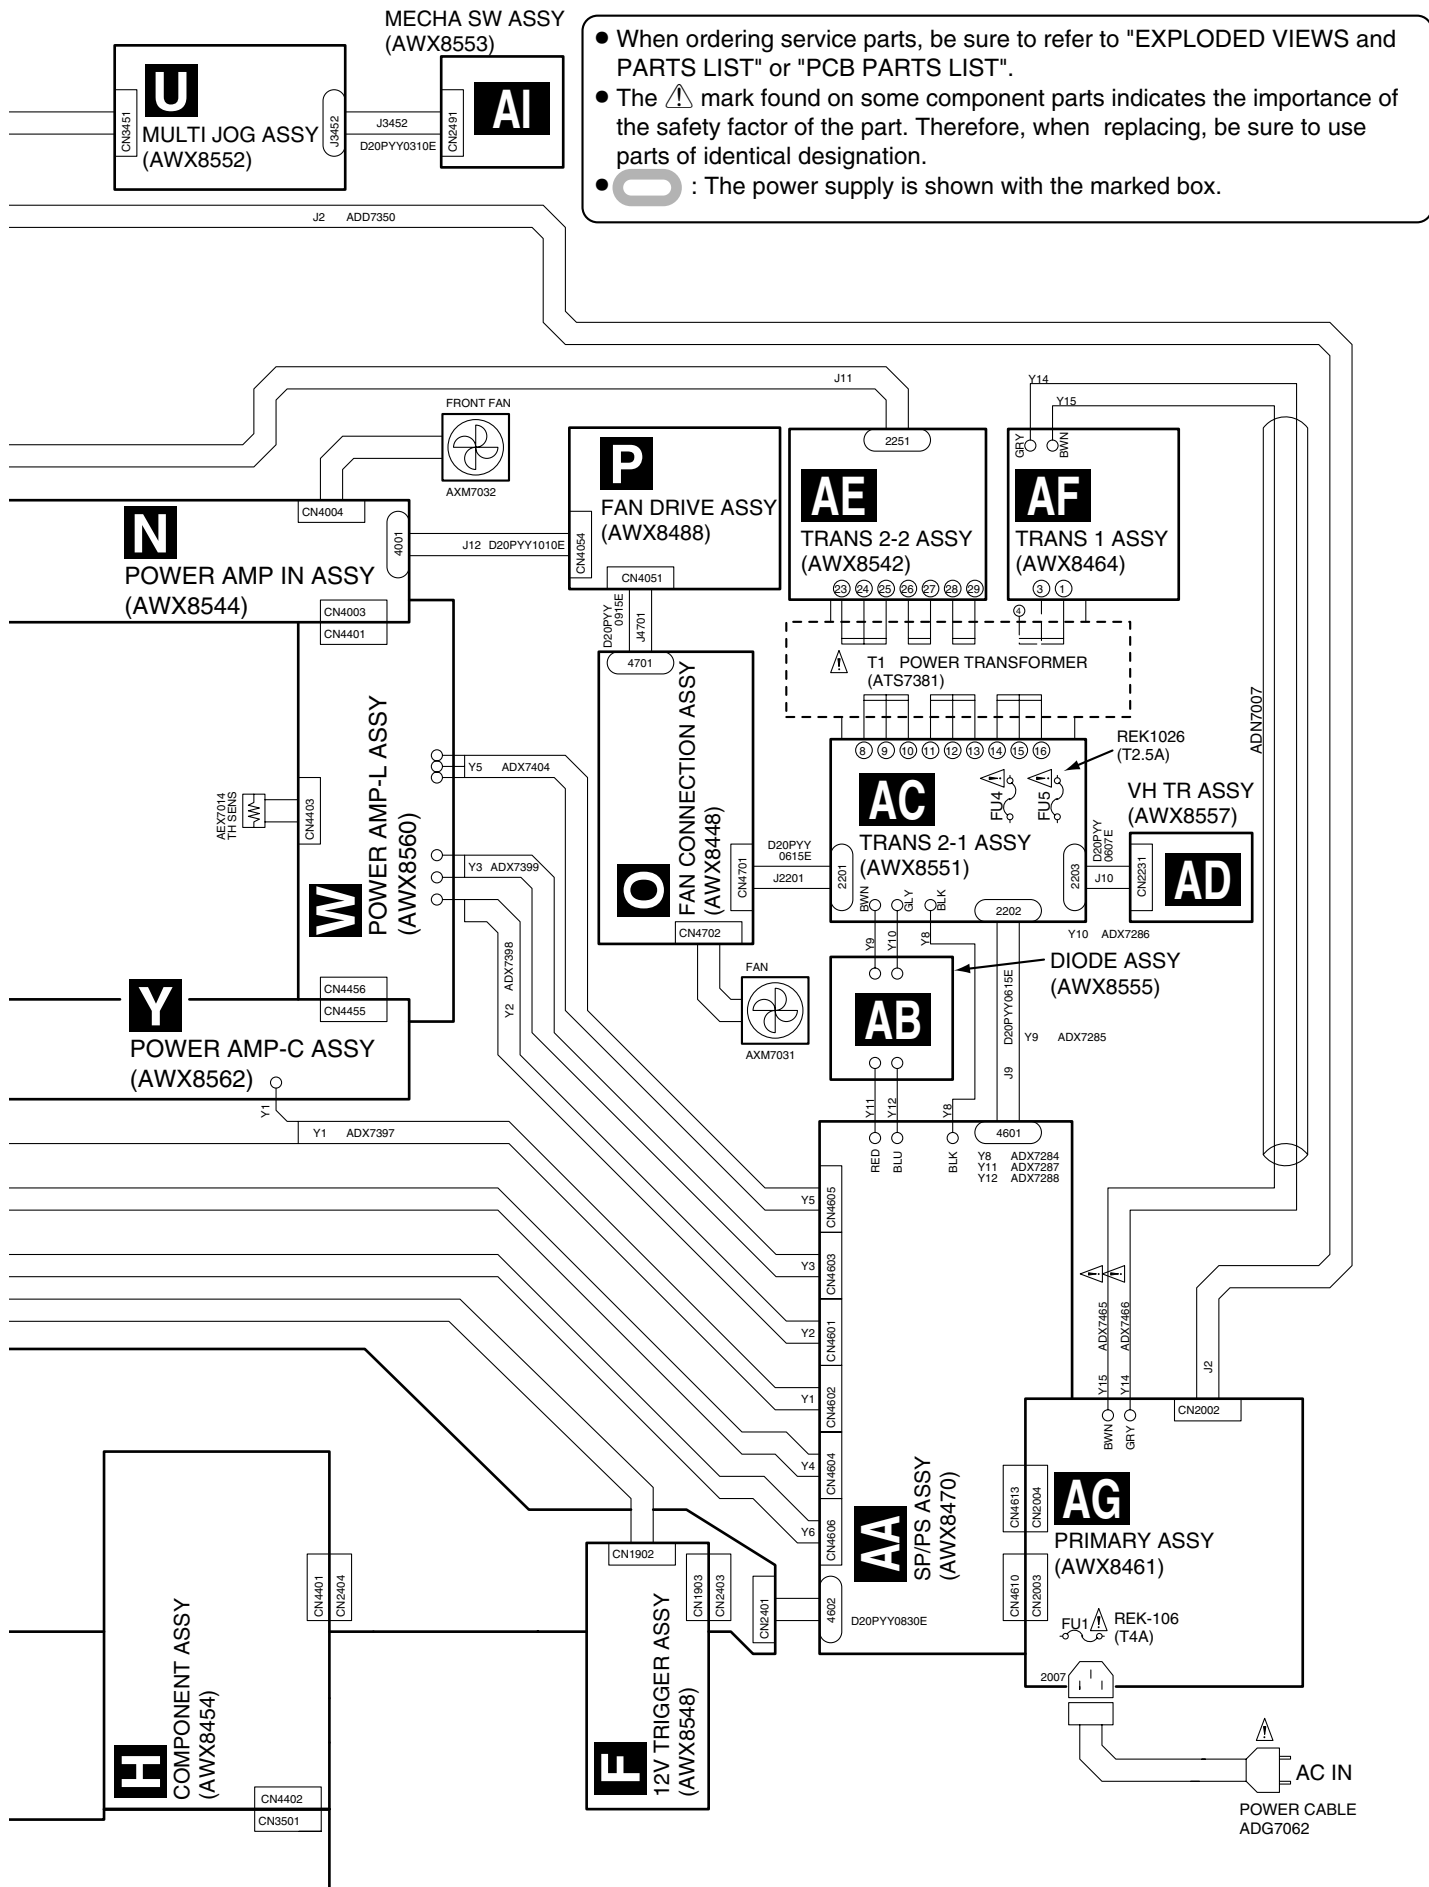 MECHA SW ASSY
(AWX8553)
● When ordering service parts, be sure to refer to "EXPLODED VIEWS and
PARTS LIST" or "PCB PARTS LIST".
● The ⚠ mark found on some component parts indicates the importance of
the safety factor of the part. Therefore, when replacing, be sure to use
parts of identical designation.
● : The power supply is shown with the marked box.
CN3451
U
MULTI JOG ASSY
(AWX8552)
J3452
J3452
D20PYY0310E
CN2491
AI
J2 ADD7350
J11
Y14
Y15
FRONT FAN
AXM7032
CN4004
N
POWER AMP IN ASSY
(AWX8544)
4001
J12 D20PYY1010E
CN4054
P
FAN DRIVE ASSY
(AWX8488)
CN4051
2251
AE
TRANS 2-2 ASSY
(AWX8542)
23 24 25 26 27 28 29
GRY
BWN
AF
TRANS 1 ASSY
(AWX8464)
3 1
4
CN4003
CN4401
D20PYY
0915E
J4701
4701
T1 POWER TRANSFORMER
(ATS7381)
ADN7007
W
POWER AMP-L ASSY
(AWX8560)
AEX7014
TH SENS
CN4403
Y5 ADX7404
Y3 ADX7399
Y2 ADX7398
O
FAN CONNECTION ASSY
(AWX8448)
CN4701
CN4702
D20PYY
0615E
J2201
FAN
AXM7031
8 9 10 11 12 13 14 15 16
AC
TRANS 2-1 ASSY
(AWX8551)
FU4
FU5
REK1026
(T2.5A)
2201
2203
2202
BWN
GLY
BLK
D20PYY
0607E
J10
VH TR ASSY
(AWX8557)
CN2231
AD
Y10 ADX7286
Y9
Y10
Y8
DIODE ASSY
(AWX8555)
AB
J9
D20PYY0615E
Y9 ADX7285
CN4456
CN4455
Y
POWER AMP-C ASSY
(AWX8562)
Y1
Y1 ADX7397
Y11
Y12
Y8
RED
BLU
BLK
4601
Y8 ADX7284
Y11 ADX7287
Y12 ADX7288
Y5
CN4605
Y3
CN4603
Y2
CN4601
Y1
CN4602
Y4
CN4604
Y6
CN4606
AA
SP/PS ASSY
(AWX8470)
ADX7465
ADX7466
Y15
Y14
J2
BWN
GRY
CN2002
CN4613
CN2004
AG
PRIMARY ASSY
(AWX8461)
CN4610
CN2003
FU1
REK-106
(T4A)
2007
AC IN
POWER CABLE
ADG7062
CN4401
CN2404
H
COMPONENT ASSY
(AWX8454)
CN4402
CN3501
CN1902
CN1903
CN2403
F
12V TRIGGER ASSY
(AWX8548)
CN2401
4602
D20PYY0830E